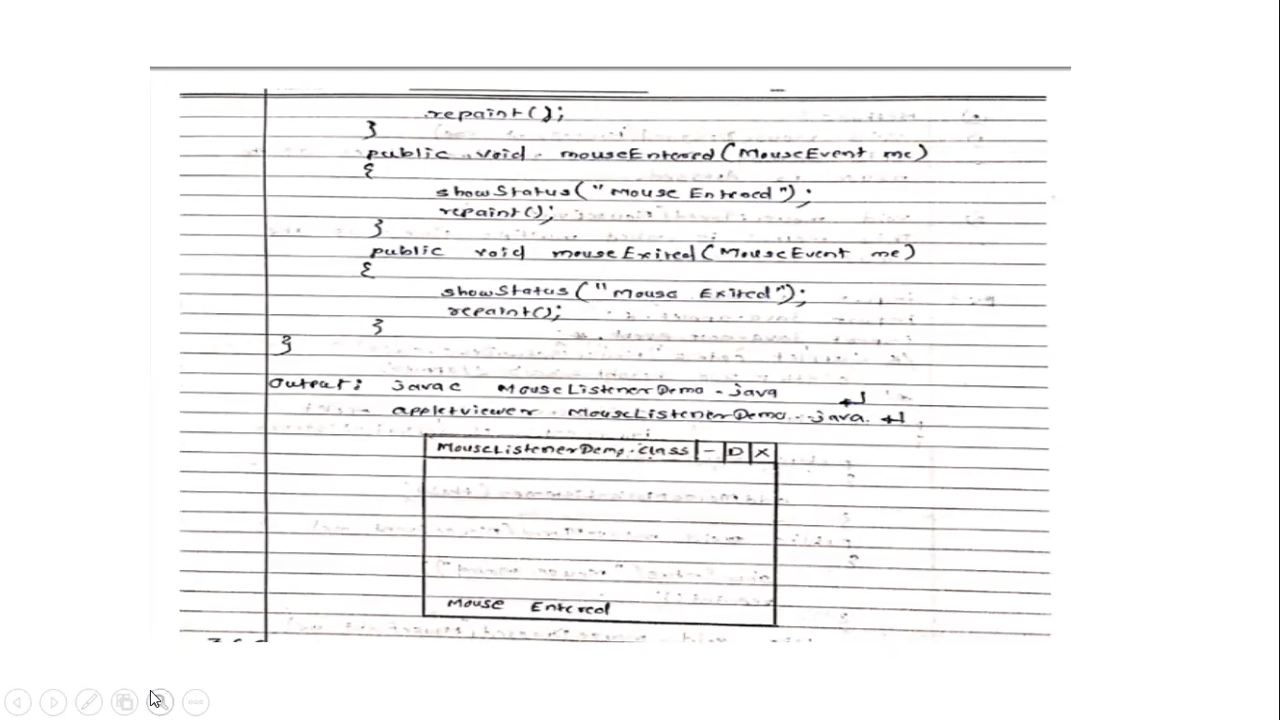 repaint();
}
public void mouseEntered(MouseEvent me)
{
showStatus("Mouse Entered");
repaint();
}
public void mouseExited(MouseEvent me)
{
showStatus("Mouse Exited");
repaint();
}
}
Output: javac MouseListenerDemo.java ↵
appletviewer MouseListenerDemo.java ↵
MouseListenerDemo.class - D X
Mouse Entered